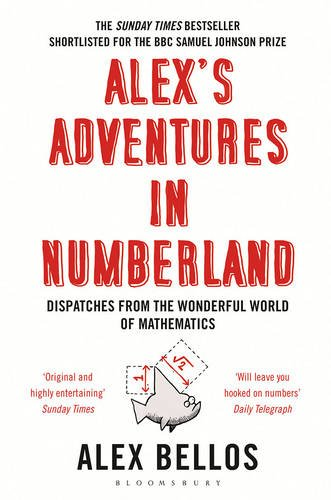 THE SUNDAY TIMES BESTSELLER
SHORTLISTED FOR THE BBC SAMUEL JOHNSON PRIZE
ALEX'S
ADVENTURES
IN
NUMBERLAND
DISPATCHES FROM THE WONDERFUL WORLD
OF MATHEMATICS
1
√2
'Original and
highly entertaining'
Sunday Times
'Will leave you
hooked on numbers'
Daily Telegraph
ALEX BELLOS
BLOOMSBURY